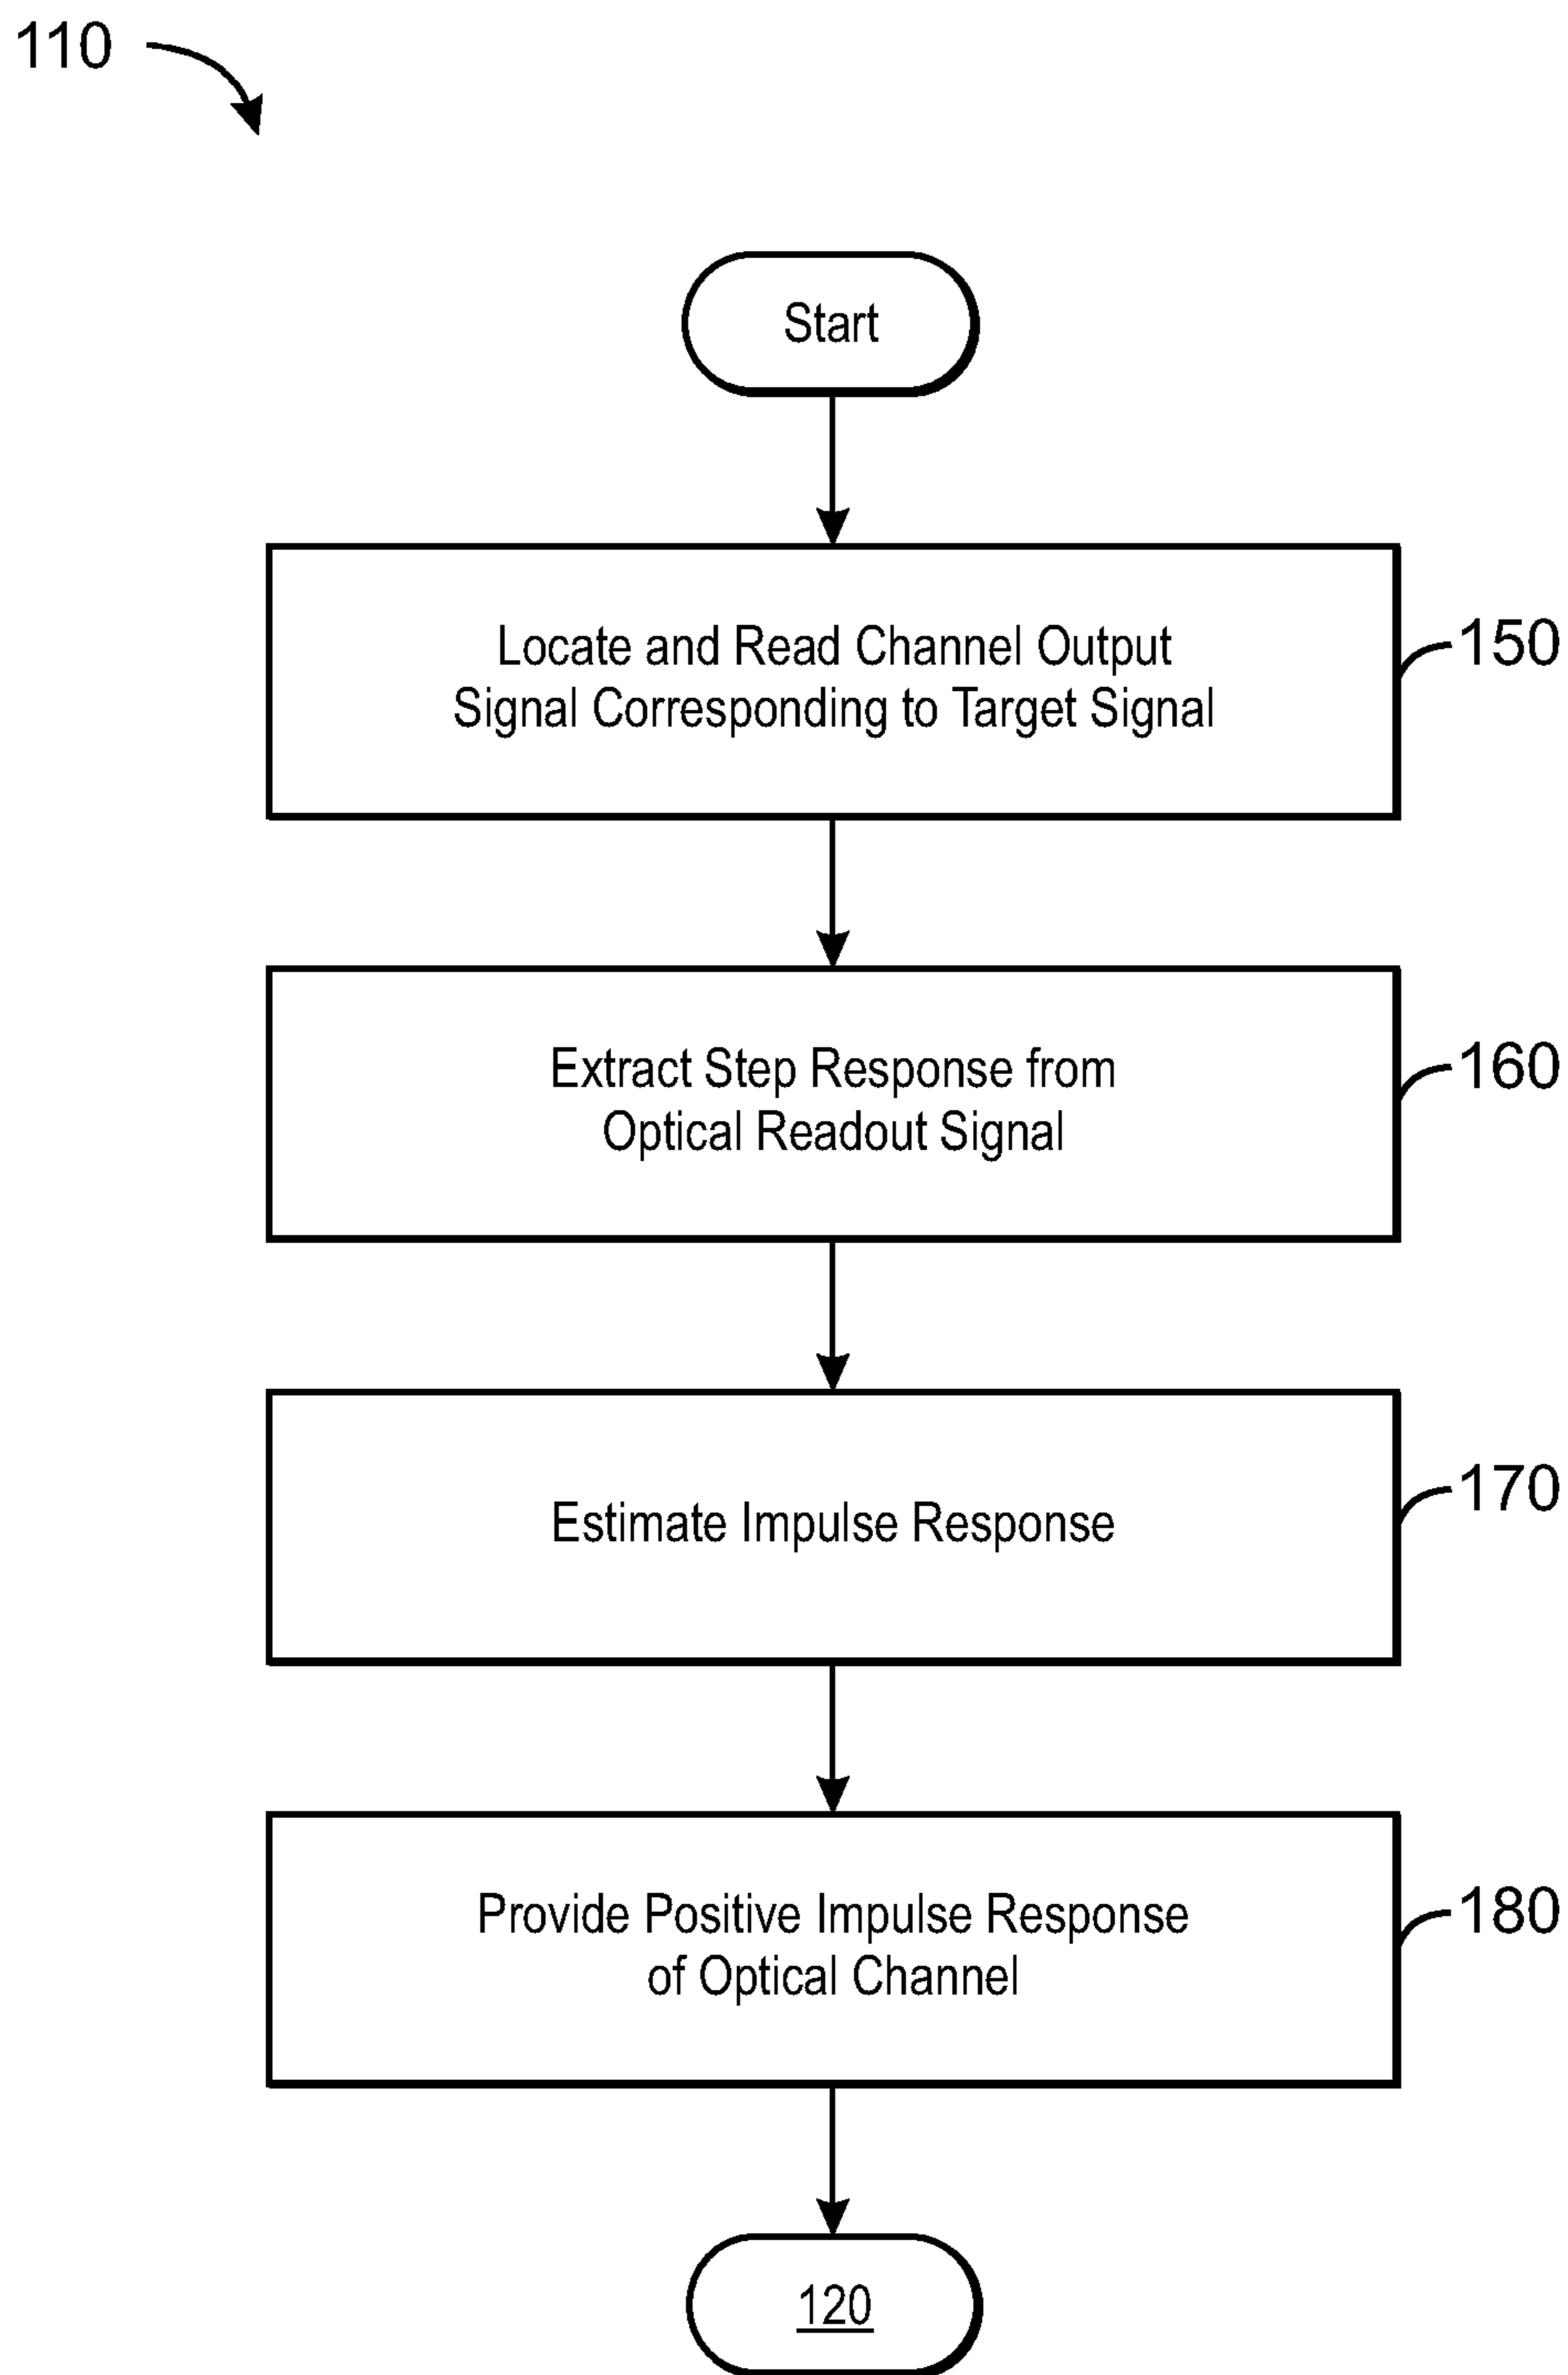 110
Start
Locate and Read Channel Output
Signal Corresponding to Target Signal
150
Extract Step Response from
Optical Readout Signal
160
Estimate Impulse Response
170
Provide Positive Impulse Response
of Optical Channel
180
120